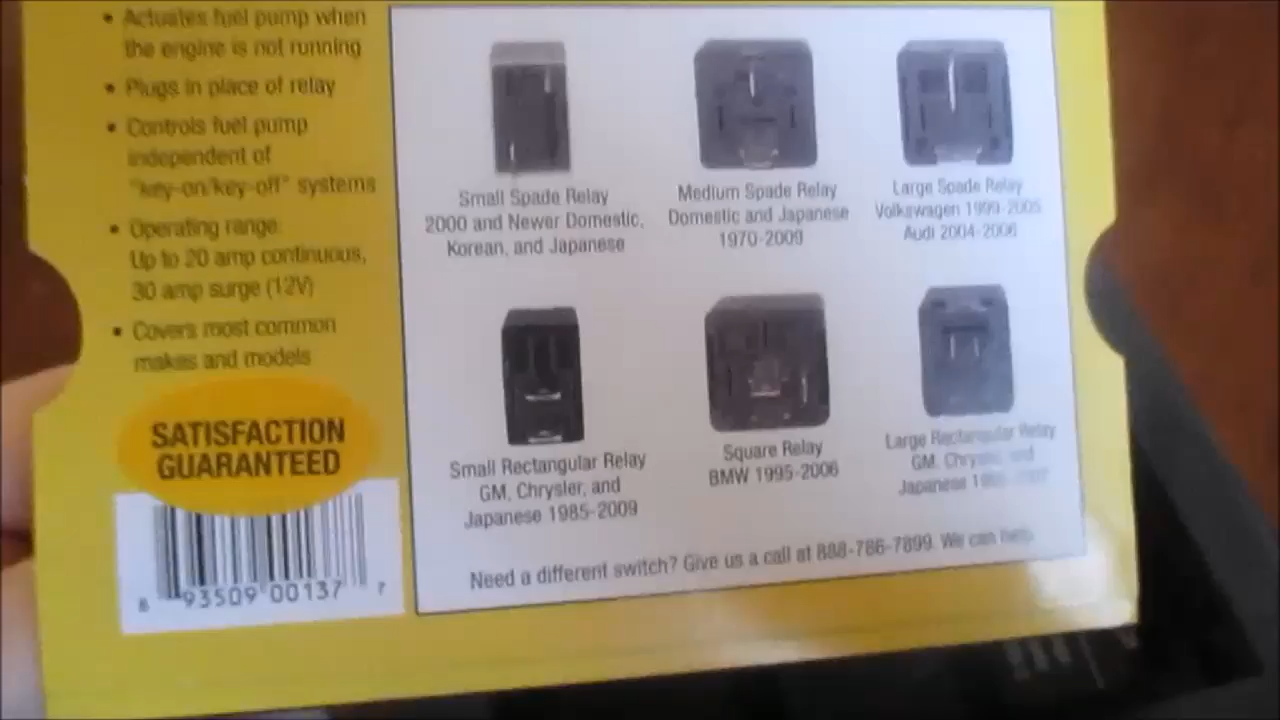 • Actuates fuel pump when
the engine is not running
• Plugs in place of relay
• Controls fuel pump
independent of
"key-on/key-off" systems
• Operating range:
Up to 20 amp continuous,
30 amp surge (12V)
• Covers most common
makes and models
SATISFACTION
GUARANTEED
8 93509 00137 7
Small Spade Relay
2000 and Newer Domestic,
Korean, and Japanese
Medium Spade Relay
Domestic and Japanese
1970-2009
Large Spade Relay
Volkswagen 1999-2005
Audi 2004-2006
Small Rectangular Relay
GM, Chrysler, and
Japanese 1985-2009
Square Relay
BMW 1995-2006
Large Rectangular Relay
GM, Chrysler, and
Japanese
Need a different switch? Give us a call at 888-786-7899. We can help.